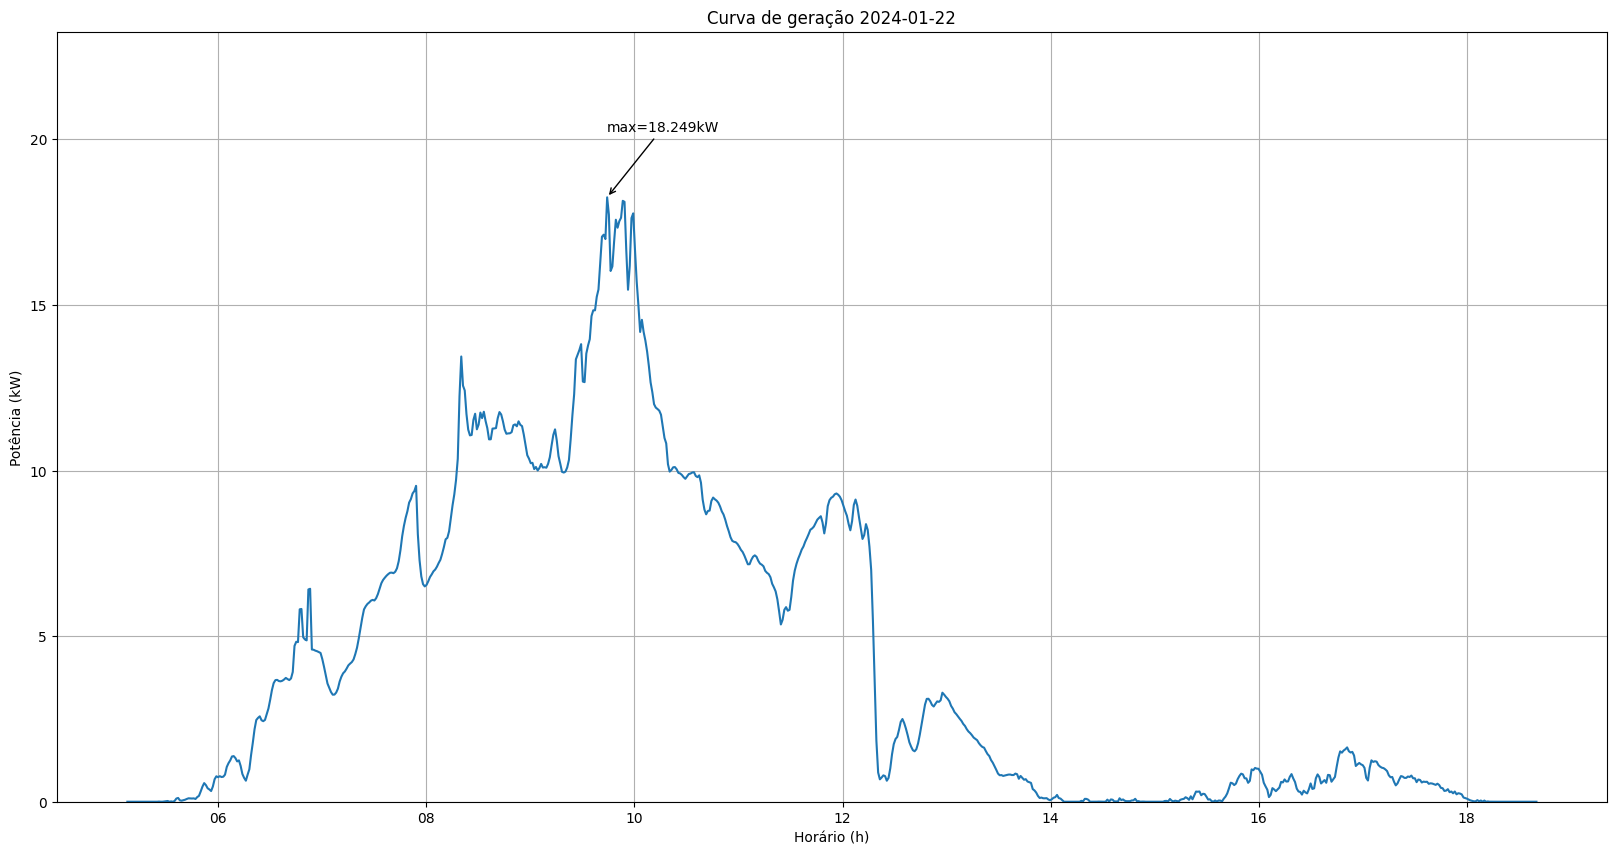 Curva de geração 2024-01-22
max=18.249kW
Potência (kW)
20
15
10
5
0
06 08 10 12 14 16 18
Horário (h)